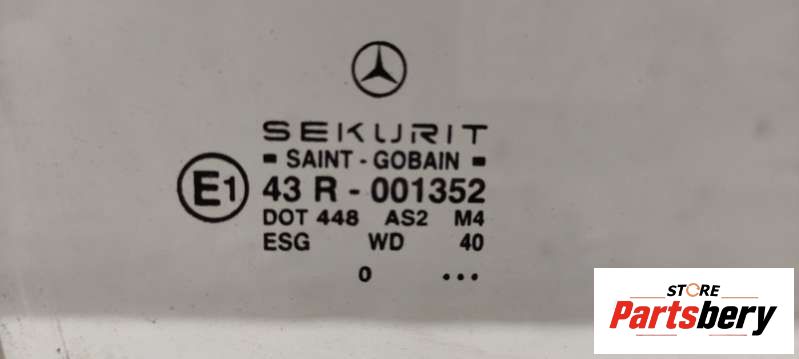 SEKURIT
SAINT - GOBAIN
E1 43 R - 001352
DOT 448 AS2 M4
ESG WD 40
0 ...
STORE
Partsbery